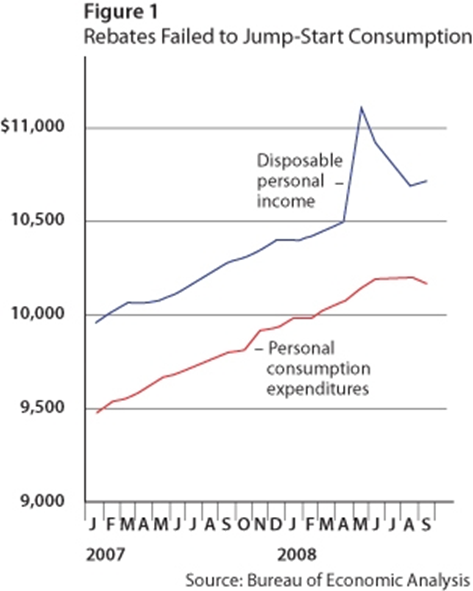 Figure 1
Rebates Failed to Jump-Start Consumption
$11,000
Disposable
personal –
income
10,500
10,000
– Personal
consumption
expenditures
9,500
9,000
J F M A M J J A S O N D J F M A M J J A S
2007 2008
Source: Bureau of Economic Analysis